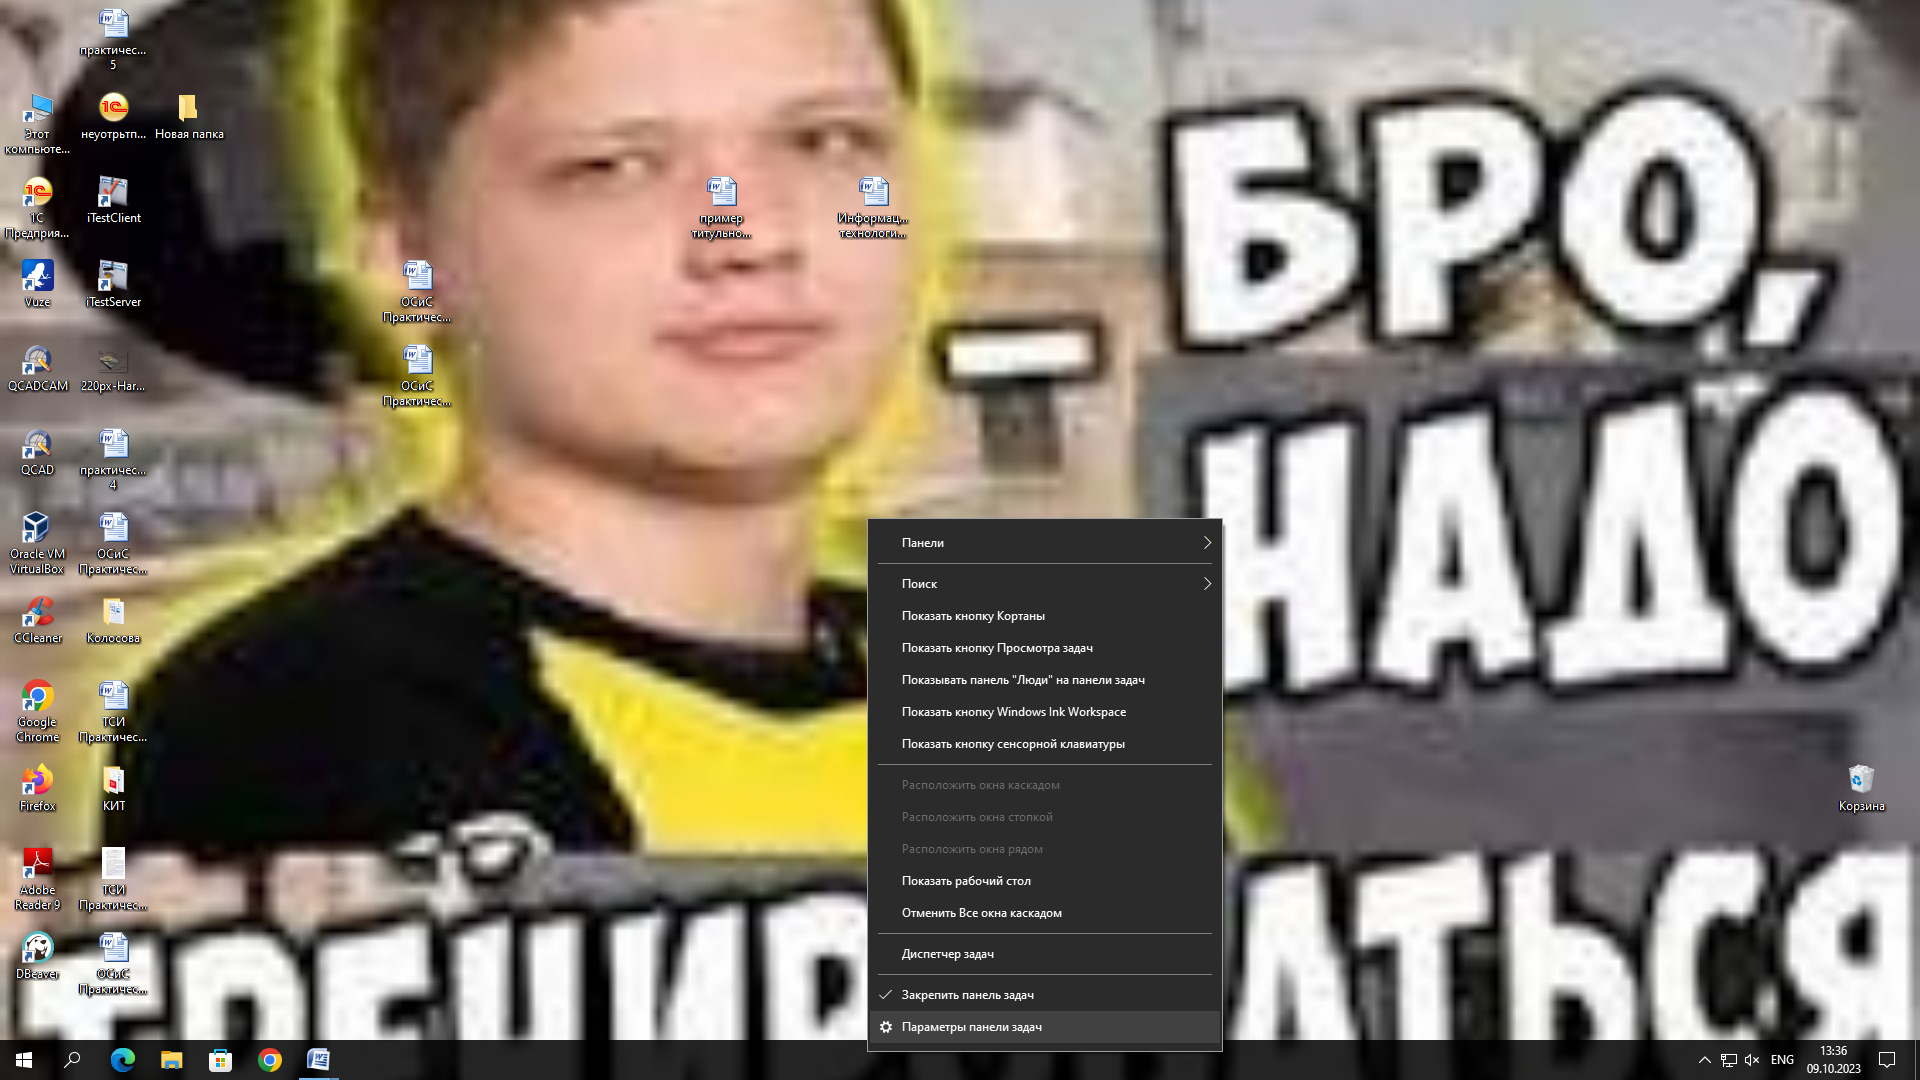 практичес...
5
Этот
компьюте...
неуотрьтп...
Новая папка
1С
Предприя...
iTestClient
Vuze
iTestServer
QCADCAM
220px-Har...
QCAD
практичес...
4
Oracle VM
VirtualBox
ОСиС
Практичес...
CCleaner
Колосова
Google
Chrome
ТСИ
Практичес...
Firefox
КИТ
Adobe
Reader 9
ТСИ
Практичес...
DBeaver
ОСиС
Практичес...
ОСиС
Практичес...
ОСиС
Практичес...
пример
титульно...
Информац...
технологи...
- БРО,
НАДО
Панели
Поиск
Показать кнопку Кортаны
Показать кнопку Просмотра задач
Показывать панель "Люди" на панели задач
Показать кнопку Windows Ink Workspace
Показать кнопку сенсорной клавиатуры
Расположить окна каскадом
Расположить окна стопкой
Расположить окна рядом
Показать рабочий стол
Отменить Все окна каскадом
Диспетчер задач
Закрепить панель задач
Параметры панели задач
Корзина
ENG
13:36
09.10.2023